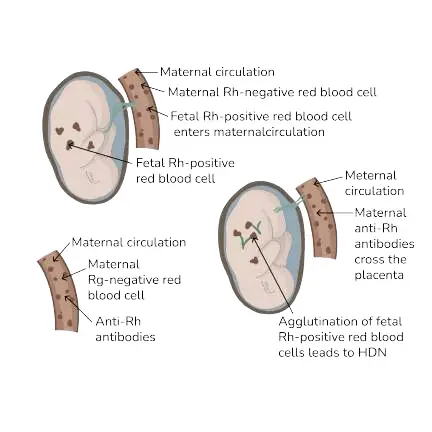 Maternal circulation
Maternal Rh-negative red blood cell
Fetal Rh-positive red blood cell
enters maternalcirculation
Fetal Rh-positive
red blood cell
Maternal circulation
Maternal
Rg-negative red
blood cell
Anti-Rh
antibodies
Meternal
circulation
Maternal
anti-Rh
antibodies
cross the
placenta
Agglutination of fetal
Rh-positive red blood
cells leads to HDN